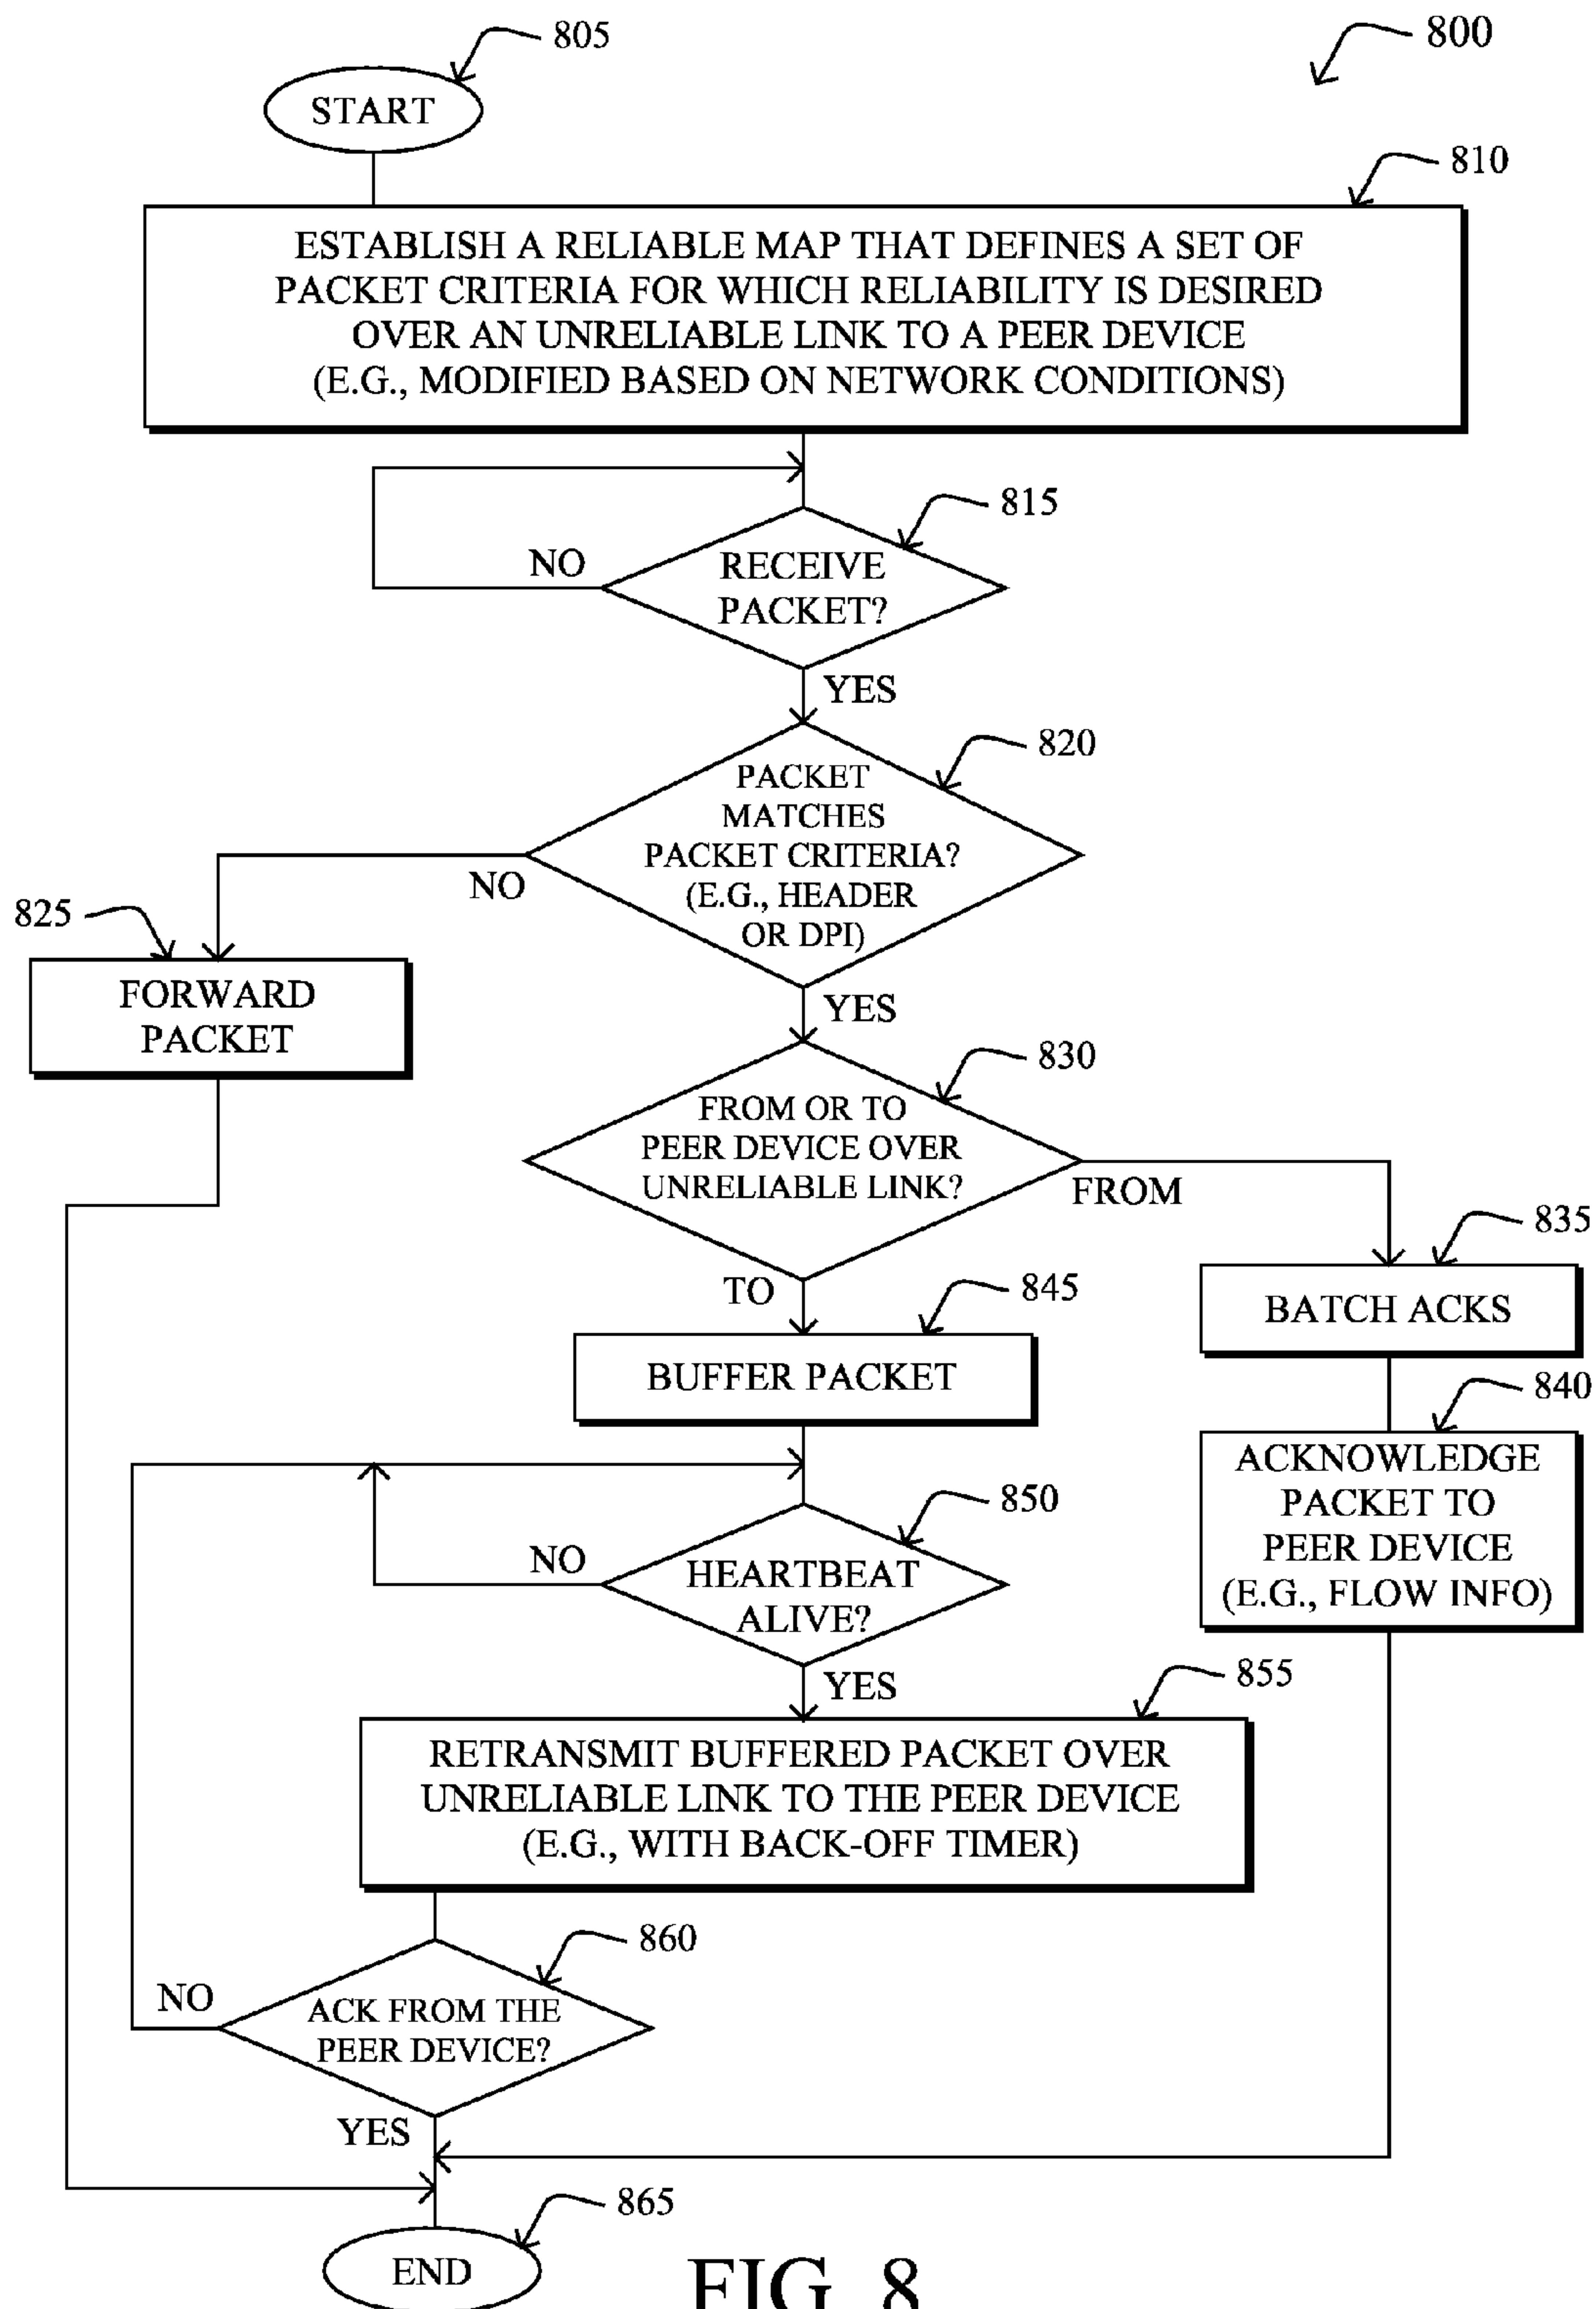 805
800
START
810
ESTABLISH A RELIABLE MAP THAT DEFINES A SET OF
PACKET CRITERIA FOR WHICH RELIABILITY IS DESIRED
OVER AN UNRELIABLE LINK TO A PEER DEVICE
(E.G., MODIFIED BASED ON NETWORK CONDITIONS)
815
NO
RECEIVE
PACKET?
YES
820
PACKET
MATCHES
PACKET CRITERIA?
(E.G., HEADER
OR DPI)
NO
825
FORWARD
PACKET
YES
830
FROM OR TO
PEER DEVICE OVER
UNRELIABLE LINK?
FROM
835
BATCH ACKS
TO
845
BUFFER PACKET
840
ACKNOWLEDGE
PACKET TO
PEER DEVICE
(E.G., FLOW INFO)
850
NO
HEARTBEAT
ALIVE?
YES
855
RETRANSMIT BUFFERED PACKET OVER
UNRELIABLE LINK TO THE PEER DEVICE
(E.G., WITH BACK-OFF TIMER)
860
NO
ACK FROM THE
PEER DEVICE?
YES
865
END
FIG. 8